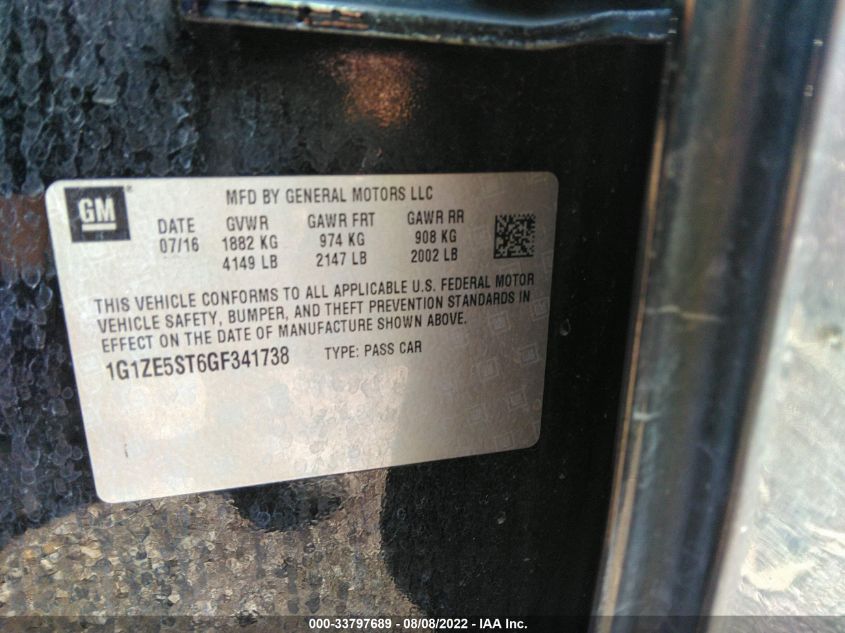 GM
MFD BY GENERAL MOTORS LLC
DATE GVWR GAWR FRT GAWR RR
07/16 1882 KG 974 KG 908 KG
4149 LB 2147 LB 2002 LB
THIS VEHICLE CONFORMS TO ALL APPLICABLE U.S. FEDERAL MOTOR
VEHICLE SAFETY, BUMPER, AND THEFT PREVENTION STANDARDS IN
EFFECT ON THE DATE OF MANUFACTURE SHOWN ABOVE.
1G1ZE5ST6GF341738 TYPE: PASS CAR
000-33797689 - 08/08/2022 - IAA Inc.